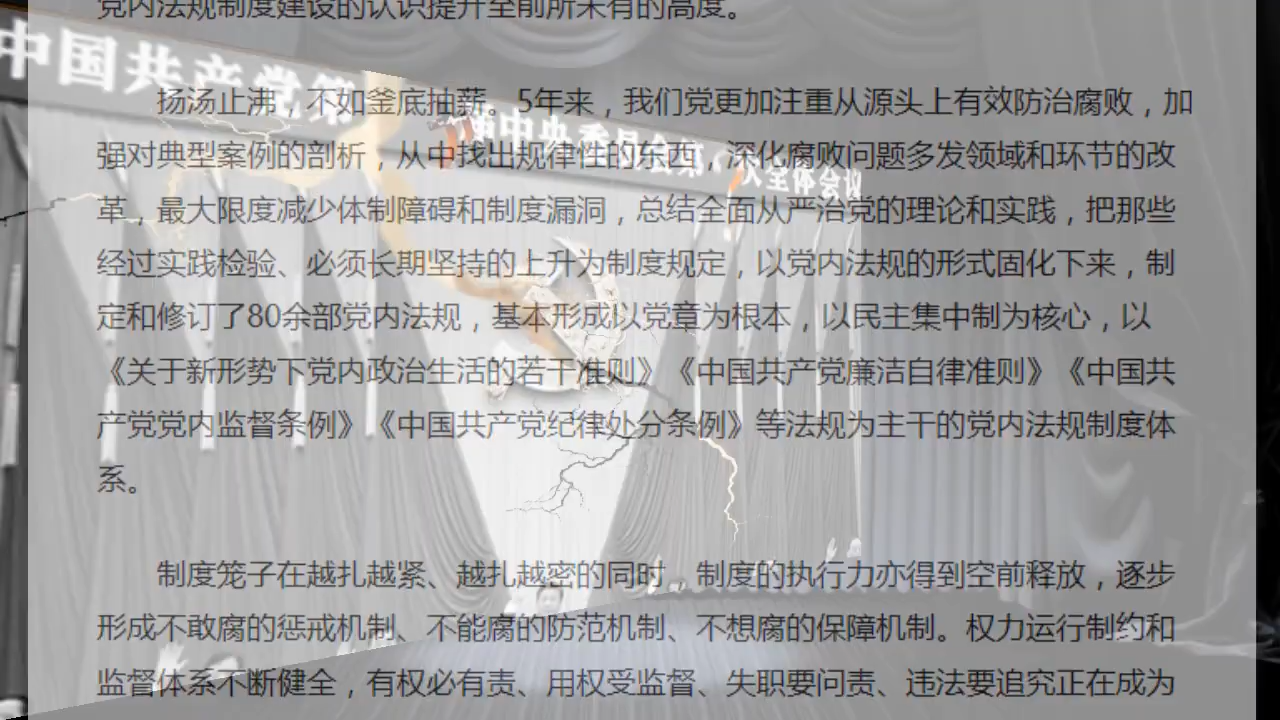 党内法规制度建设的认识提升至前所未有的高度。
中国共产党第
届中央委员会第
次全体会议
扬汤止沸，不如釜底抽薪。5年来，我们党更加注重从源头上有效防治腐败，加
强对典型案例的剖析，从中找出规律性的东西，深化腐败问题多发领域和环节的改
革，最大限度减少体制障碍和制度漏洞，总结全面从严治党的理论和实践，把那些
经过实践检验、必须长期坚持的上升为制度规定，以党内法规的形式固化下来，制
定和修订了80余部党内法规，基本形成以党章为根本，以民主集中制为核心，以
《关于新形势下党内政治生活的若干准则》《中国共产党廉洁自律准则》《中国共
产党党内监督条例》《中国共产党纪律处分条例》等法规为主干的党内法规制度体
系。
制度笼子在越扎越紧、越扎越密的同时，制度的执行力亦得到空前释放，逐步
形成不敢腐的惩戒机制、不能腐的防范机制、不想腐的保障机制。权力运行制约和
监督体系不断健全，有权必有责、用权受监督、失职要问责、违法要追究正在成为